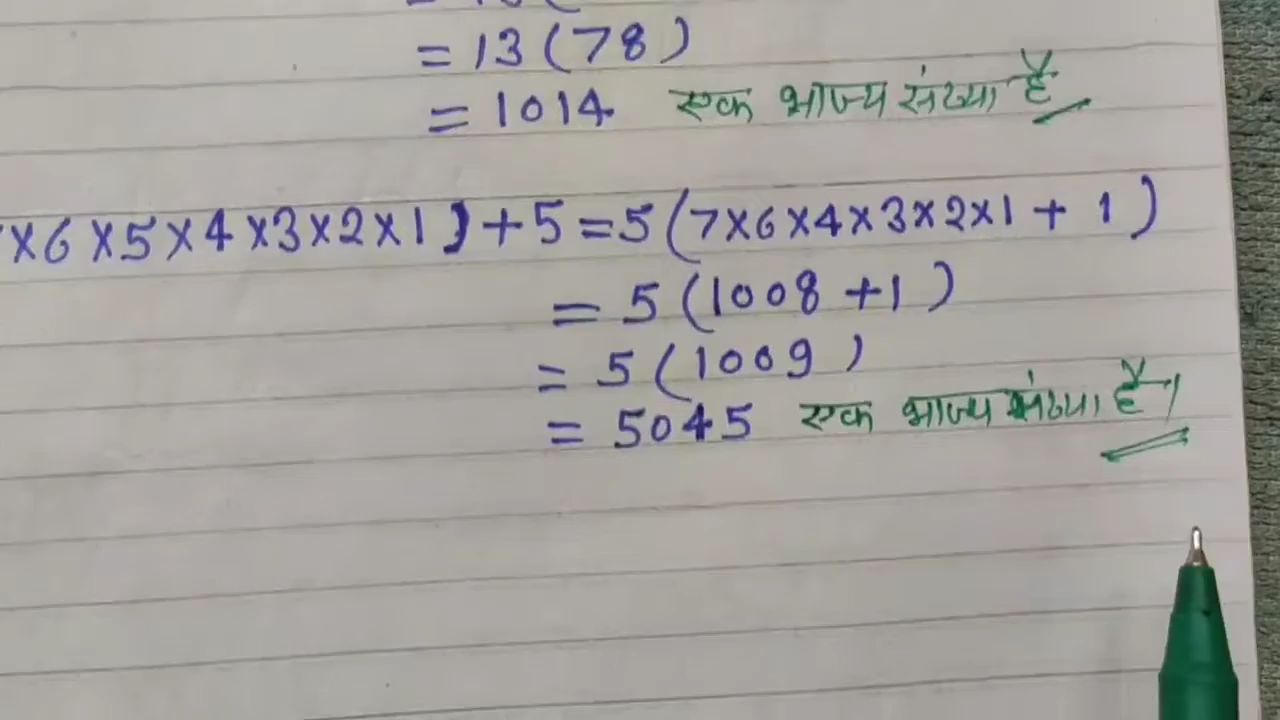 = 13 (78)
= 1014 एक भाज्य संख्या है
×6×5×4×3×2×1)+5=5(7×6×4×3×2×1+1)
= 5(1008+1)
= 5(1009)
= 5045 एक भाज्य संख्या है।